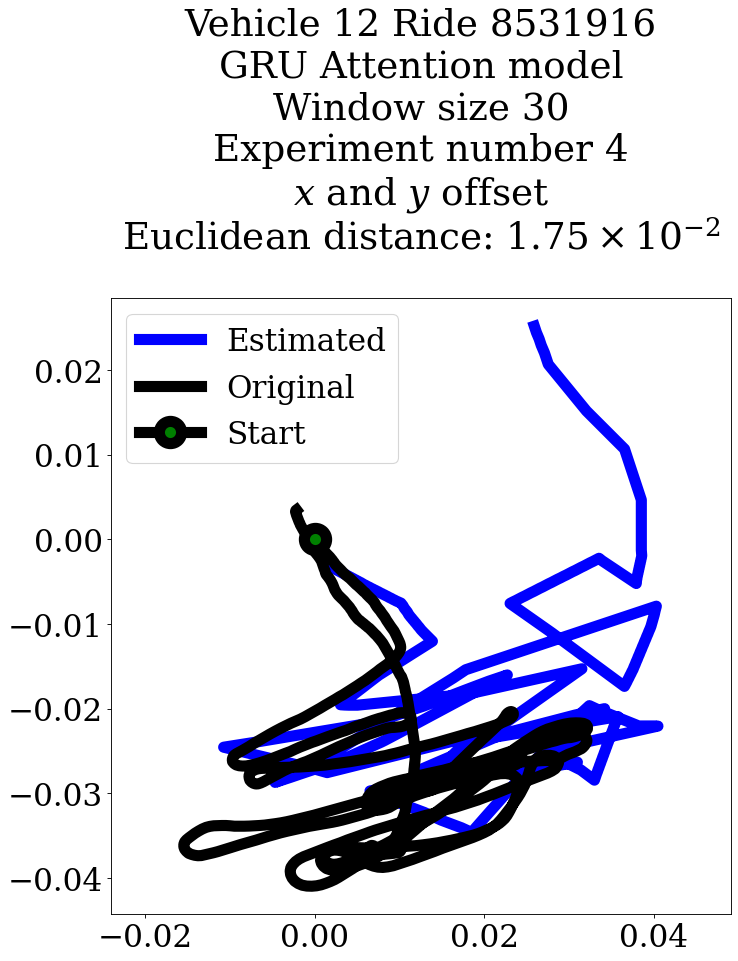 Vehicle 12 Ride 8531916
GRU Attention model
Window size 30
Experiment number 4
x and y offset
Euclidean distance: 1.75 × 10⁻²
Estimated
Original
Start
0.02
0.01
0.00
−0.01
−0.02
−0.03
−0.04
−0.02 0.00 0.02 0.04